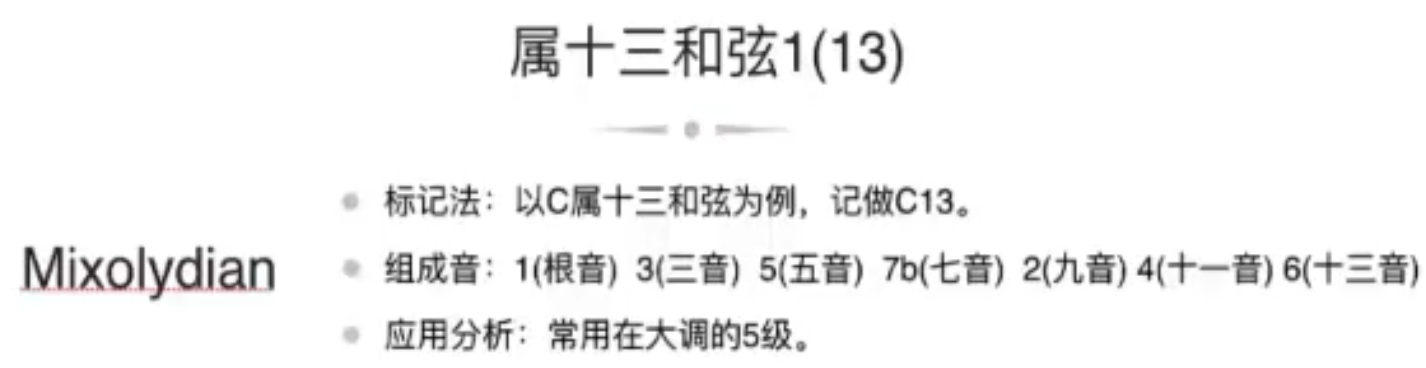 属十三和弦1(13)
标记法：以C属十三和弦为例，记做C13。
Mixolydian
组成音：1(根音) 3(三音) 5(五音) 7b(七音) 2(九音) 4(十一音) 6(十三音)
应用分析：常用在大调的5级。